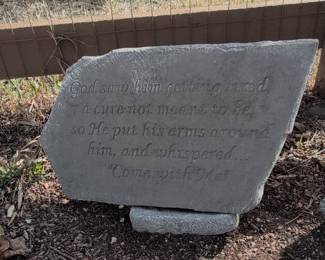 God saw him getting tired,
a cure not meant to be,
so He put his arms around
him, and whispered...
"Come with Me"